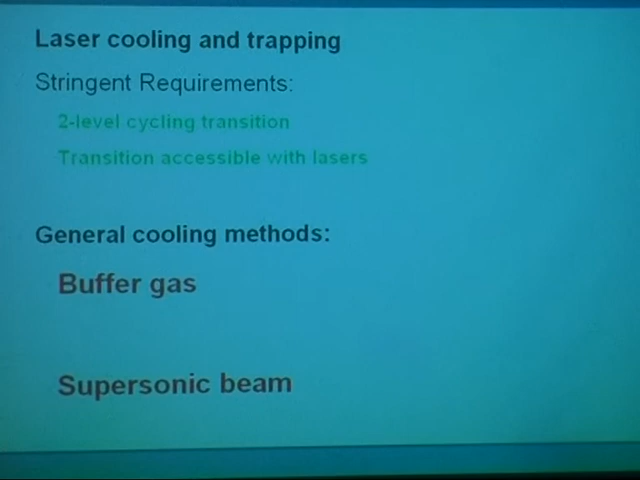 Laser cooling and trapping
Stringent Requirements:
2-level cycling transition
Transition accessible with lasers
General cooling methods:
Buffer gas
Supersonic beam